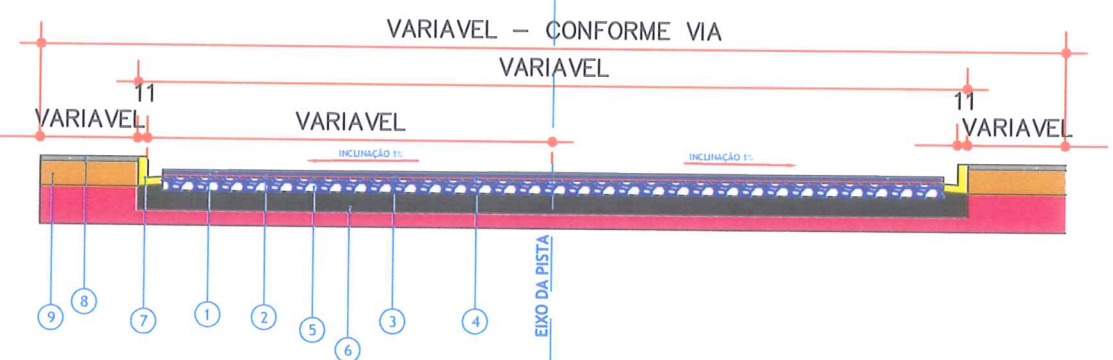 VARIAVEL – CONFORME VIA
VARIAVEL
11
11
VARIAVEL
VARIAVEL
VARIAVEL
INCLINAÇÃO 1%
INCLINAÇÃO 1%
EIXO DA PISTA
9
8
7
1
2
5
6
3
4